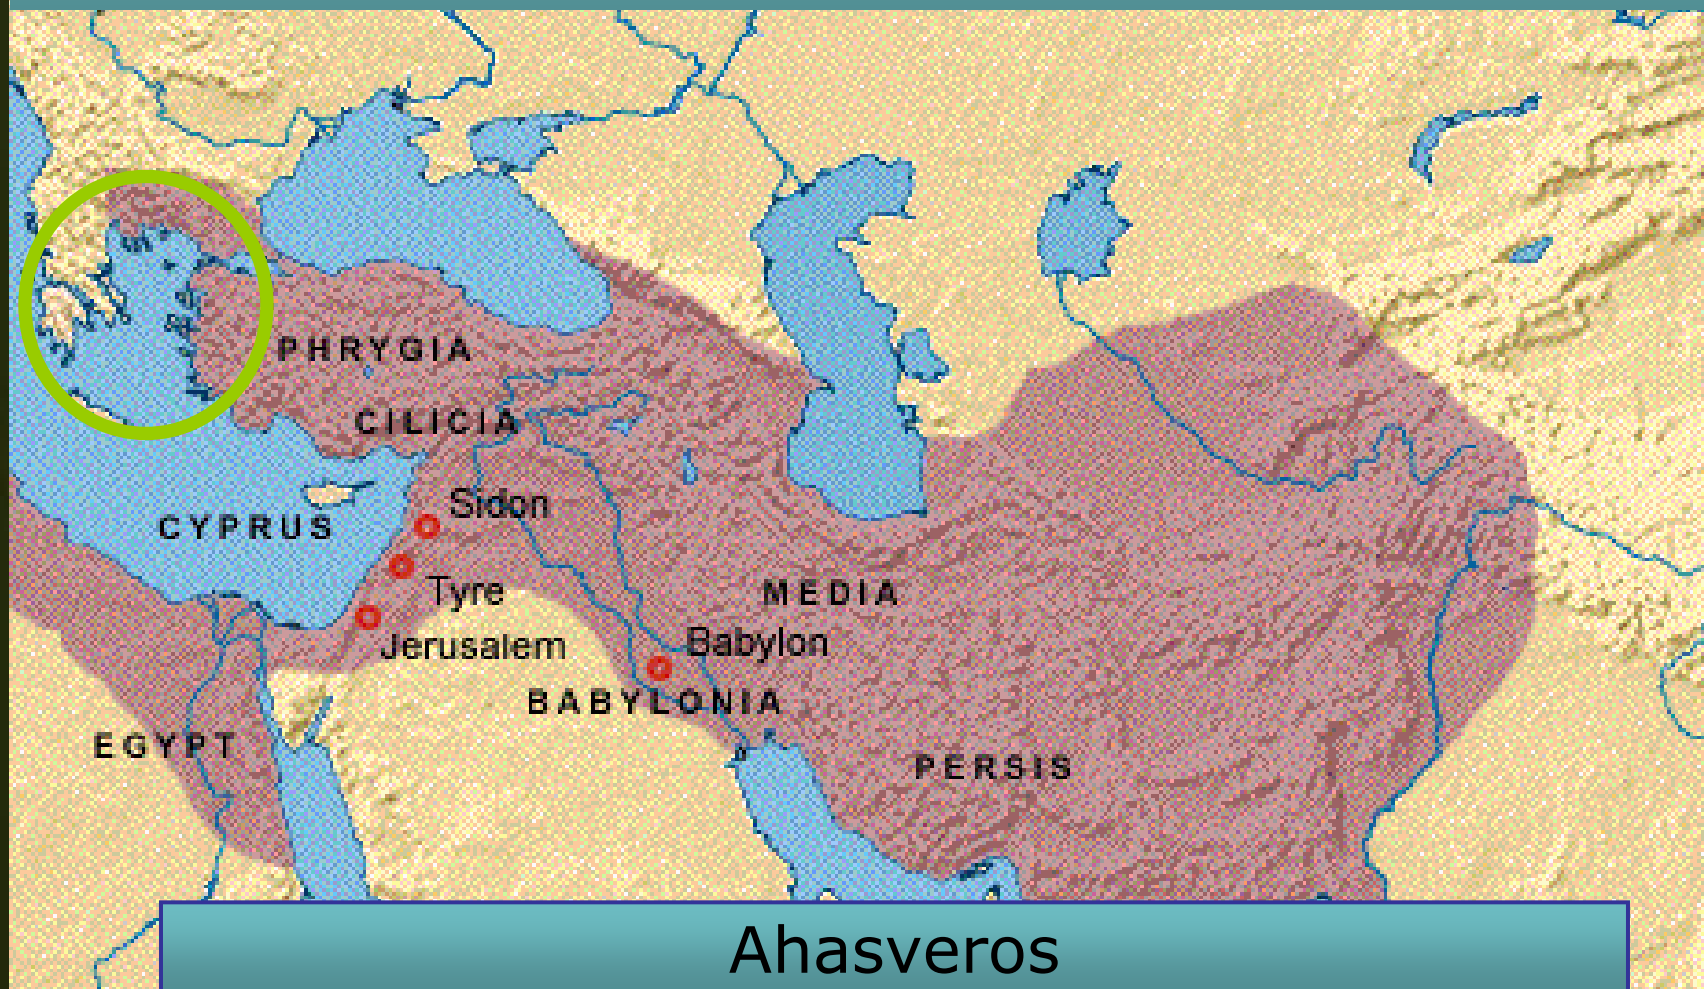 PHRYGIA
CILICIA
Sidon
CYPRUS
Tyre
MEDIA
Jerusalem
Babylon
BABYLONIA
EGYPT
PERSIS
Ahasveros